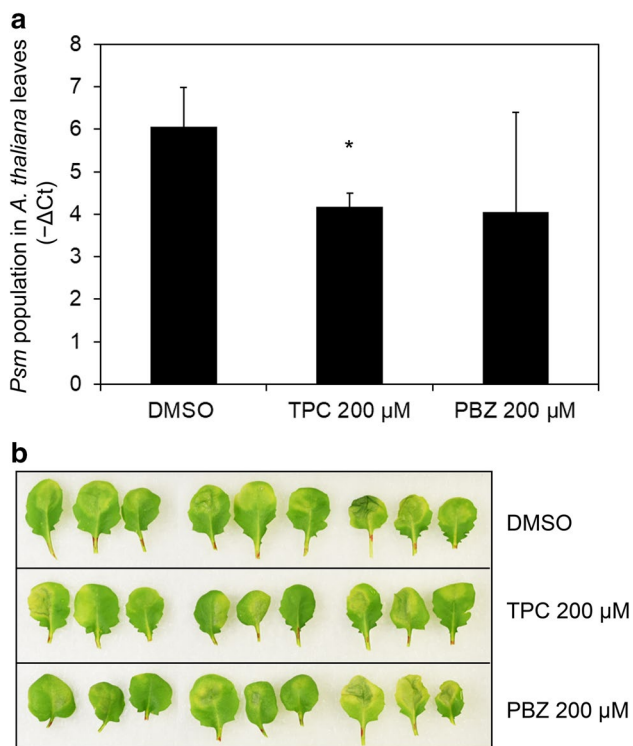 a
Psm population in A. thaliana leaves
(−ΔCt)
8
7
6
5
4
3
2
1
0
*
DMSO
TPC 200 µM
PBZ 200 µM
b
DMSO
TPC 200 µM
PBZ 200 µM